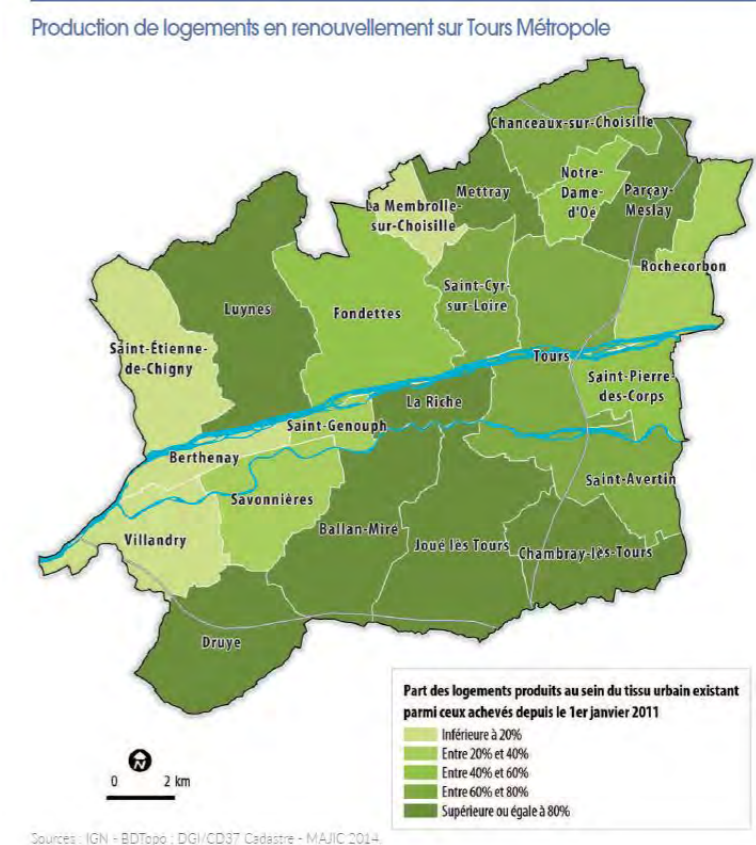 Production de logements en renouvellement sur Tours Métropole
Chanceaux-sur-Choisille
Notre-
Dame-
d'Oé
Mettray
Parçay-
Meslay
La Membrolle-
sur-Choisille
Rochecorbon
Saint-Cyr-
sur-Loire
Luynes
Fondettes
Saint-Étienne-
de-Chigny
Tours
Saint-Pierre-
des-Corps
La Riche
Saint-Genouph
Berthenay
Saint-Avertin
Savonnières
Ballan-Miré
Villandry
Joué lès Tours
Chambray-lès-Tours
Druye
Part des logements produits au sein du tissu urbain existant
parmi ceux achevés depuis le 1er janvier 2011
Inférieure à 20%
Entre 20% et 40%
Entre 40% et 60%
Entre 60% et 80%
Supérieure ou égale à 80%
N
0 2 km
Sources : IGN - BDTopo ; DGI/CD37 Cadastre - MAJIC 2014.